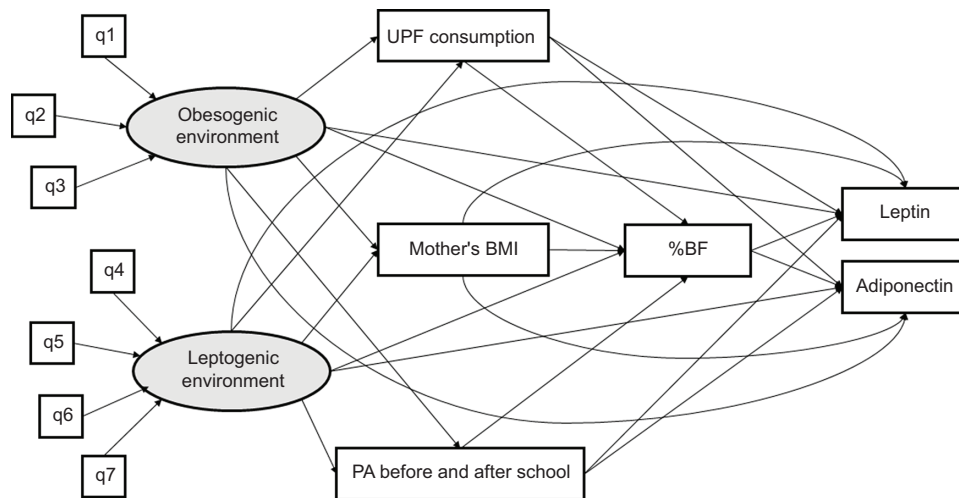 q1
q2
q3
Obesogenic
environment
q4
q5
q6
q7
Leptogenic
environment
UPF consumption
Mother's BMI
PA before and after school
%BF
Leptin
Adiponectin